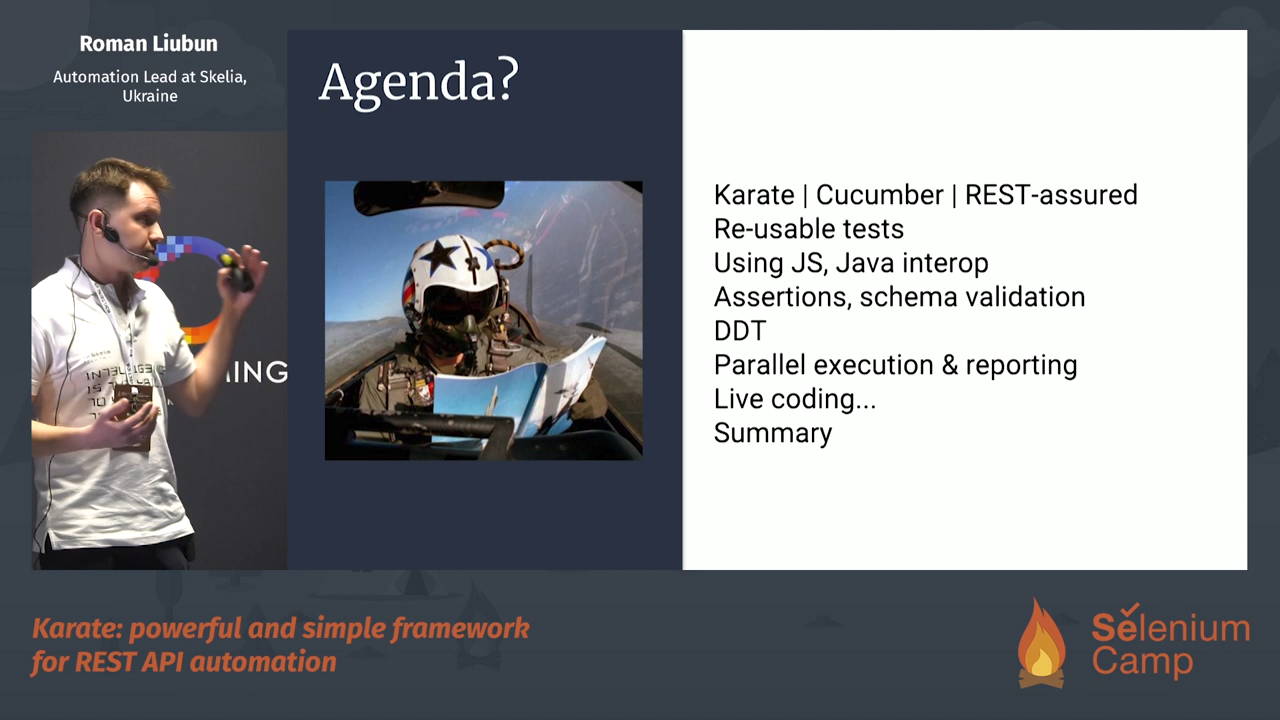 Roman Liubun
Automation Lead at Skelia,
Ukraine
Agenda?
Karate | Cucumber | REST-assured
Re-usable tests
Using JS, Java interop
Assertions, schema validation
DDT
Parallel execution & reporting
Live coding...
Summary
Karate: powerful and simple framework
for REST API automation
Selenium
Camp